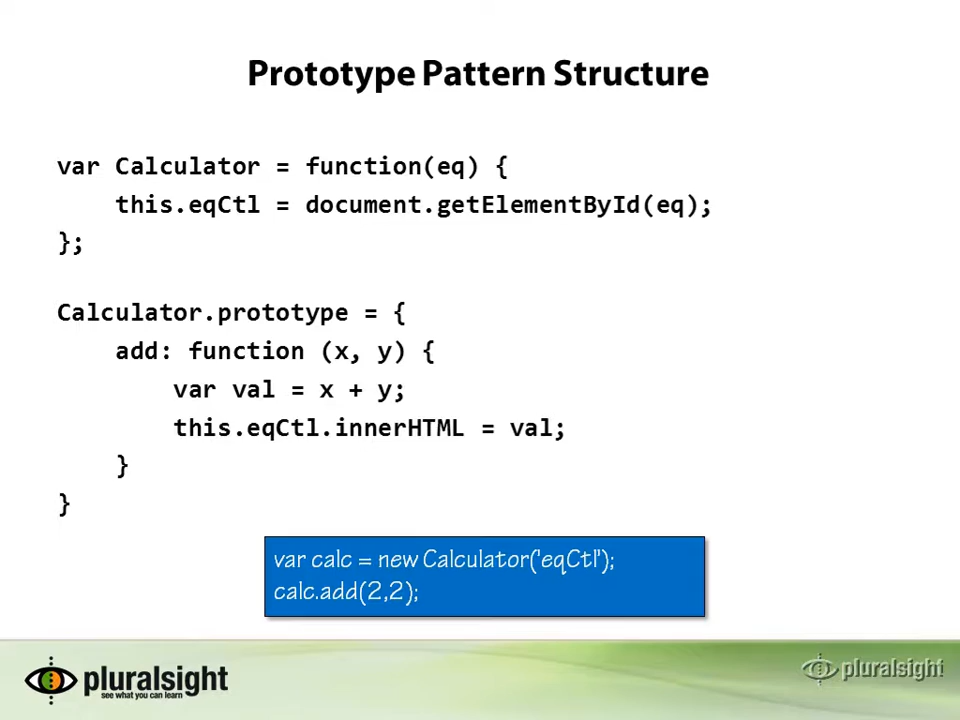 Prototype Pattern Structure
var Calculator = function(eq) {
    this.eqCtl = document.getElementById(eq);
};
Calculator.prototype = {
    add: function (x, y) {
        var val = x + y;
        this.eqCtl.innerHTML = val;
    }
}
var calc = new Calculator('eqCtl');
calc.add(2,2);
pluralsight
see what you can learn
pluralsight